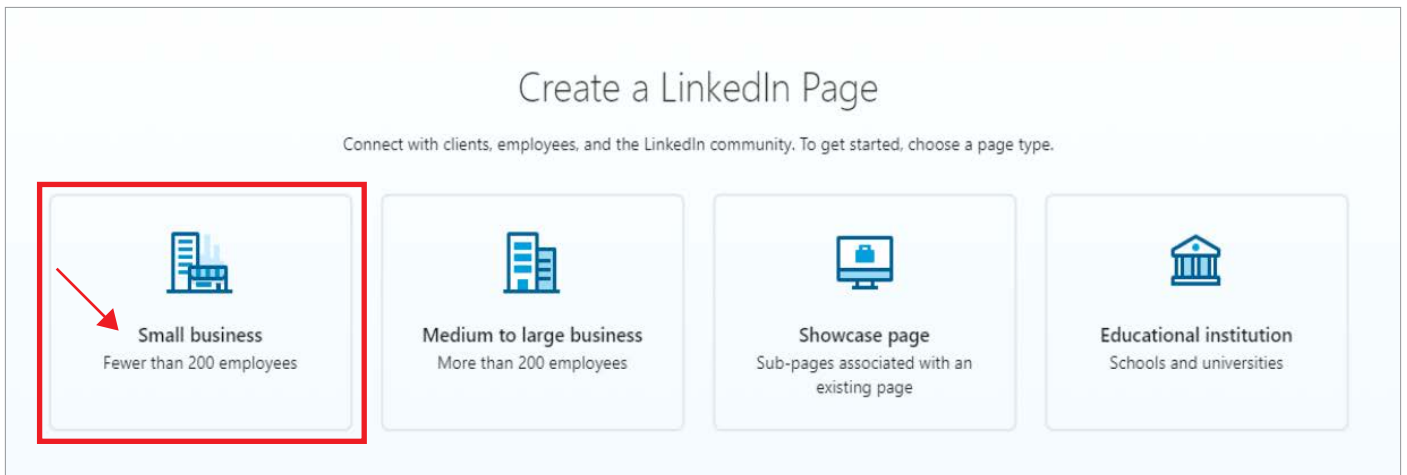 Create a LinkedIn Page
Connect with clients, employees, and the LinkedIn community. To get started, choose a page type.
Small business
Fewer than 200 employees
Medium to large business
More than 200 employees
Showcase page
Sub-pages associated with an
existing page
Educational institution
Schools and universities